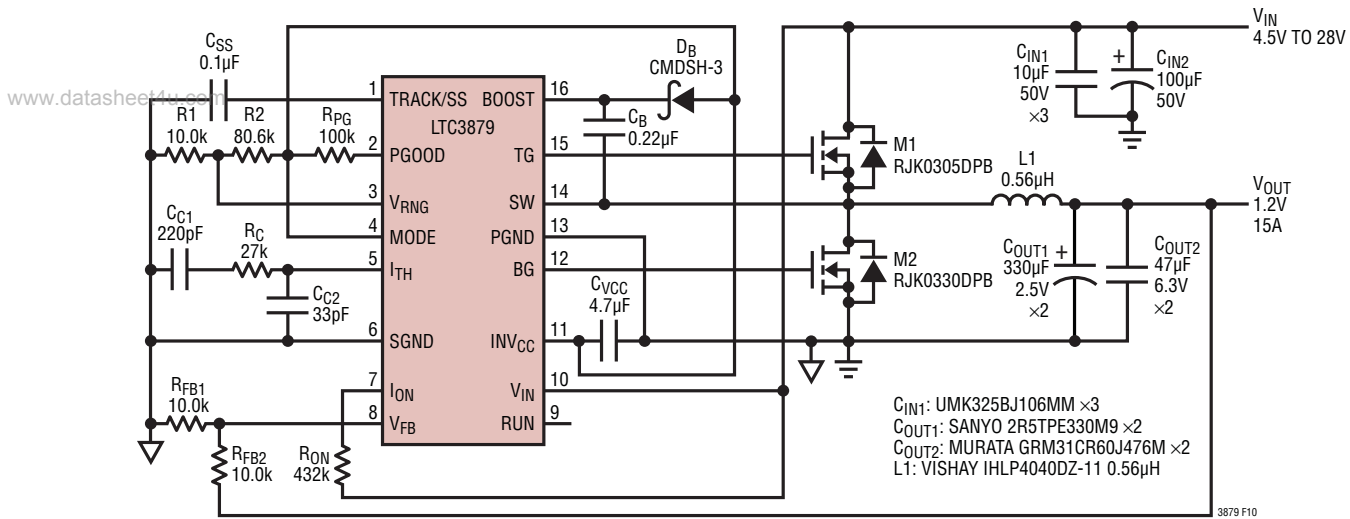 www.datasheet4u.com
C_SS
0.1µF
R1
10.0k
R2
80.6k
R_PG
100k
C_C1
220pF
R_C
27k
C_C2
33pF
R_FB1
10.0k
R_FB2
10.0k
R_ON
432k
LTC3879
1 TRACK/SS
2 PGOOD
3 V_RNG
4 MODE
5 I_TH
6 SGND
7 I_ON
8 V_FB
BOOST 16
TG 15
SW 14
PGND 13
BG 12
INV_CC 11
V_IN 10
RUN 9
D_B
CMDSH-3
C_B
0.22µF
C_VCC
4.7µF
M1
RJK0305DPB
M2
RJK0330DPB
L1
0.56µH
V_IN
4.5V TO 28V
C_IN1
10µF
50V
×3
+
C_IN2
100µF
50V
V_OUT
1.2V
15A
C_OUT1
330µF
2.5V
×2
+
C_OUT2
47µF
6.3V
×2
C_IN1: UMK325BJ106MM ×3
C_OUT1: SANYO 2R5TPE330M9 ×2
C_OUT2: MURATA GRM31CR60J476M ×2
L1: VISHAY IHLP4040DZ-11 0.56µH
3879 F10